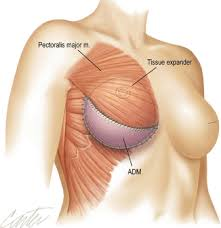 Pectoralis major m.
Tissue expander
ADM